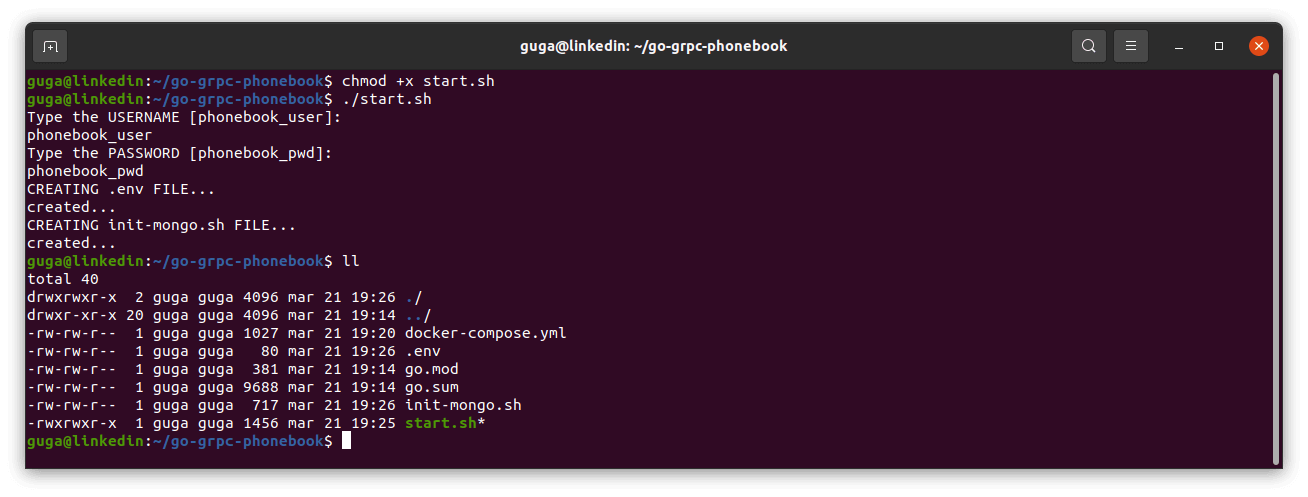 guga@linkedin: ~/go-grpc-phonebook
guga@linkedin:~/go-grpc-phonebook$ chmod +x start.sh
guga@linkedin:~/go-grpc-phonebook$ ./start.sh
Type the USERNAME [phonebook_user]:
phonebook_user
Type the PASSWORD [phonebook_pwd]:
phonebook_pwd
CREATING .env FILE...
created...
CREATING init-mongo.sh FILE...
created...
guga@linkedin:~/go-grpc-phonebook$ ll
total 40
drwxrwxr-x  2 guga guga 4096 mar 21 19:26 ./
drwxr-xr-x 20 guga guga 4096 mar 21 19:14 ../
-rw-rw-r--  1 guga guga 1027 mar 21 19:20 docker-compose.yml
-rw-rw-r--  1 guga guga   80 mar 21 19:26 .env
-rw-rw-r--  1 guga guga  381 mar 21 19:14 go.mod
-rw-rw-r--  1 guga guga 9688 mar 21 19:14 go.sum
-rw-rw-r--  1 guga guga  717 mar 21 19:26 init-mongo.sh
-rwxrwxr-x  1 guga guga 1456 mar 21 19:25 start.sh*
guga@linkedin:~/go-grpc-phonebook$